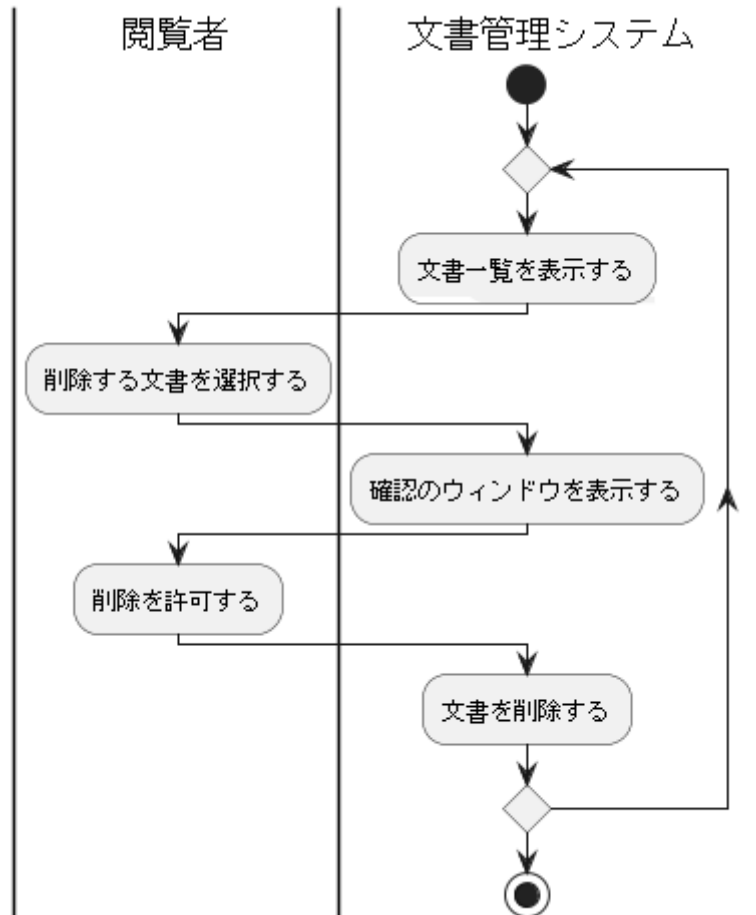 閲覧者
文書管理システム
文書一覧を表示する
削除する文書を選択する
確認のウィンドウを表示する
削除を許可する
文書を削除する